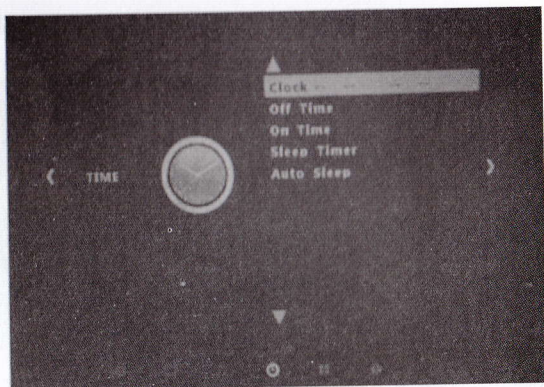 Clock -- -- -- --
Off Time
On Time
Sleep Timer
TIME
Auto Sleep